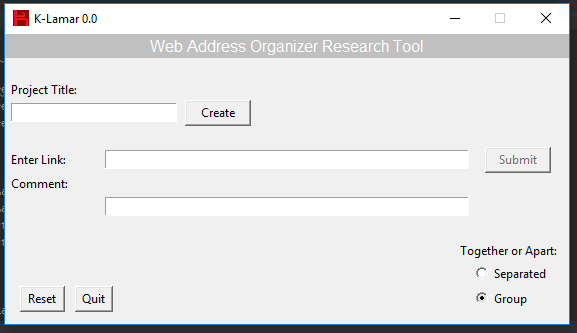 K-Lamar 0.0
Web Address Organizer Research Tool
Project Title:
Create
Enter Link:
Submit
Comment:
Together or Apart:
Separated
Group
Reset Quit